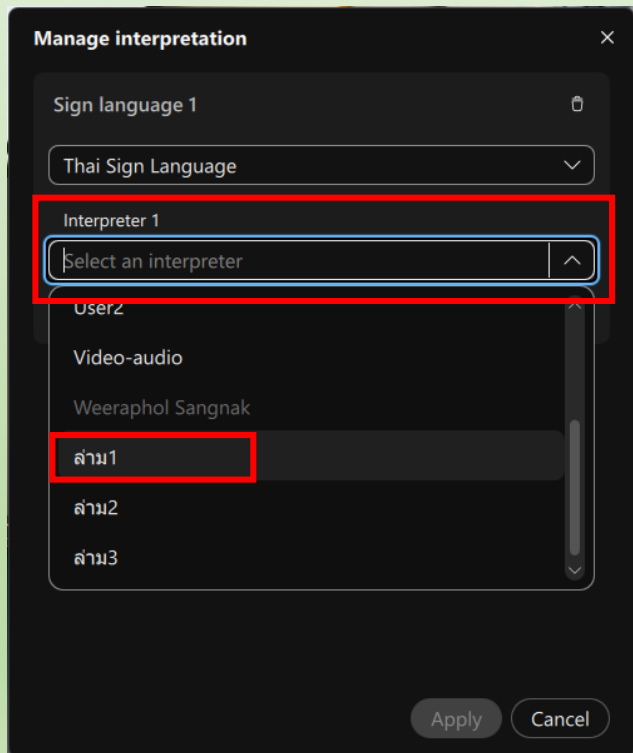 Manage interpretation
Sign language 1
Thai Sign Language
Interpreter 1
Select an interpreter
User2
Video-audio
Weeraphol Sangnak
ล่าม1
ล่าม2
ล่าม3
Apply
Cancel